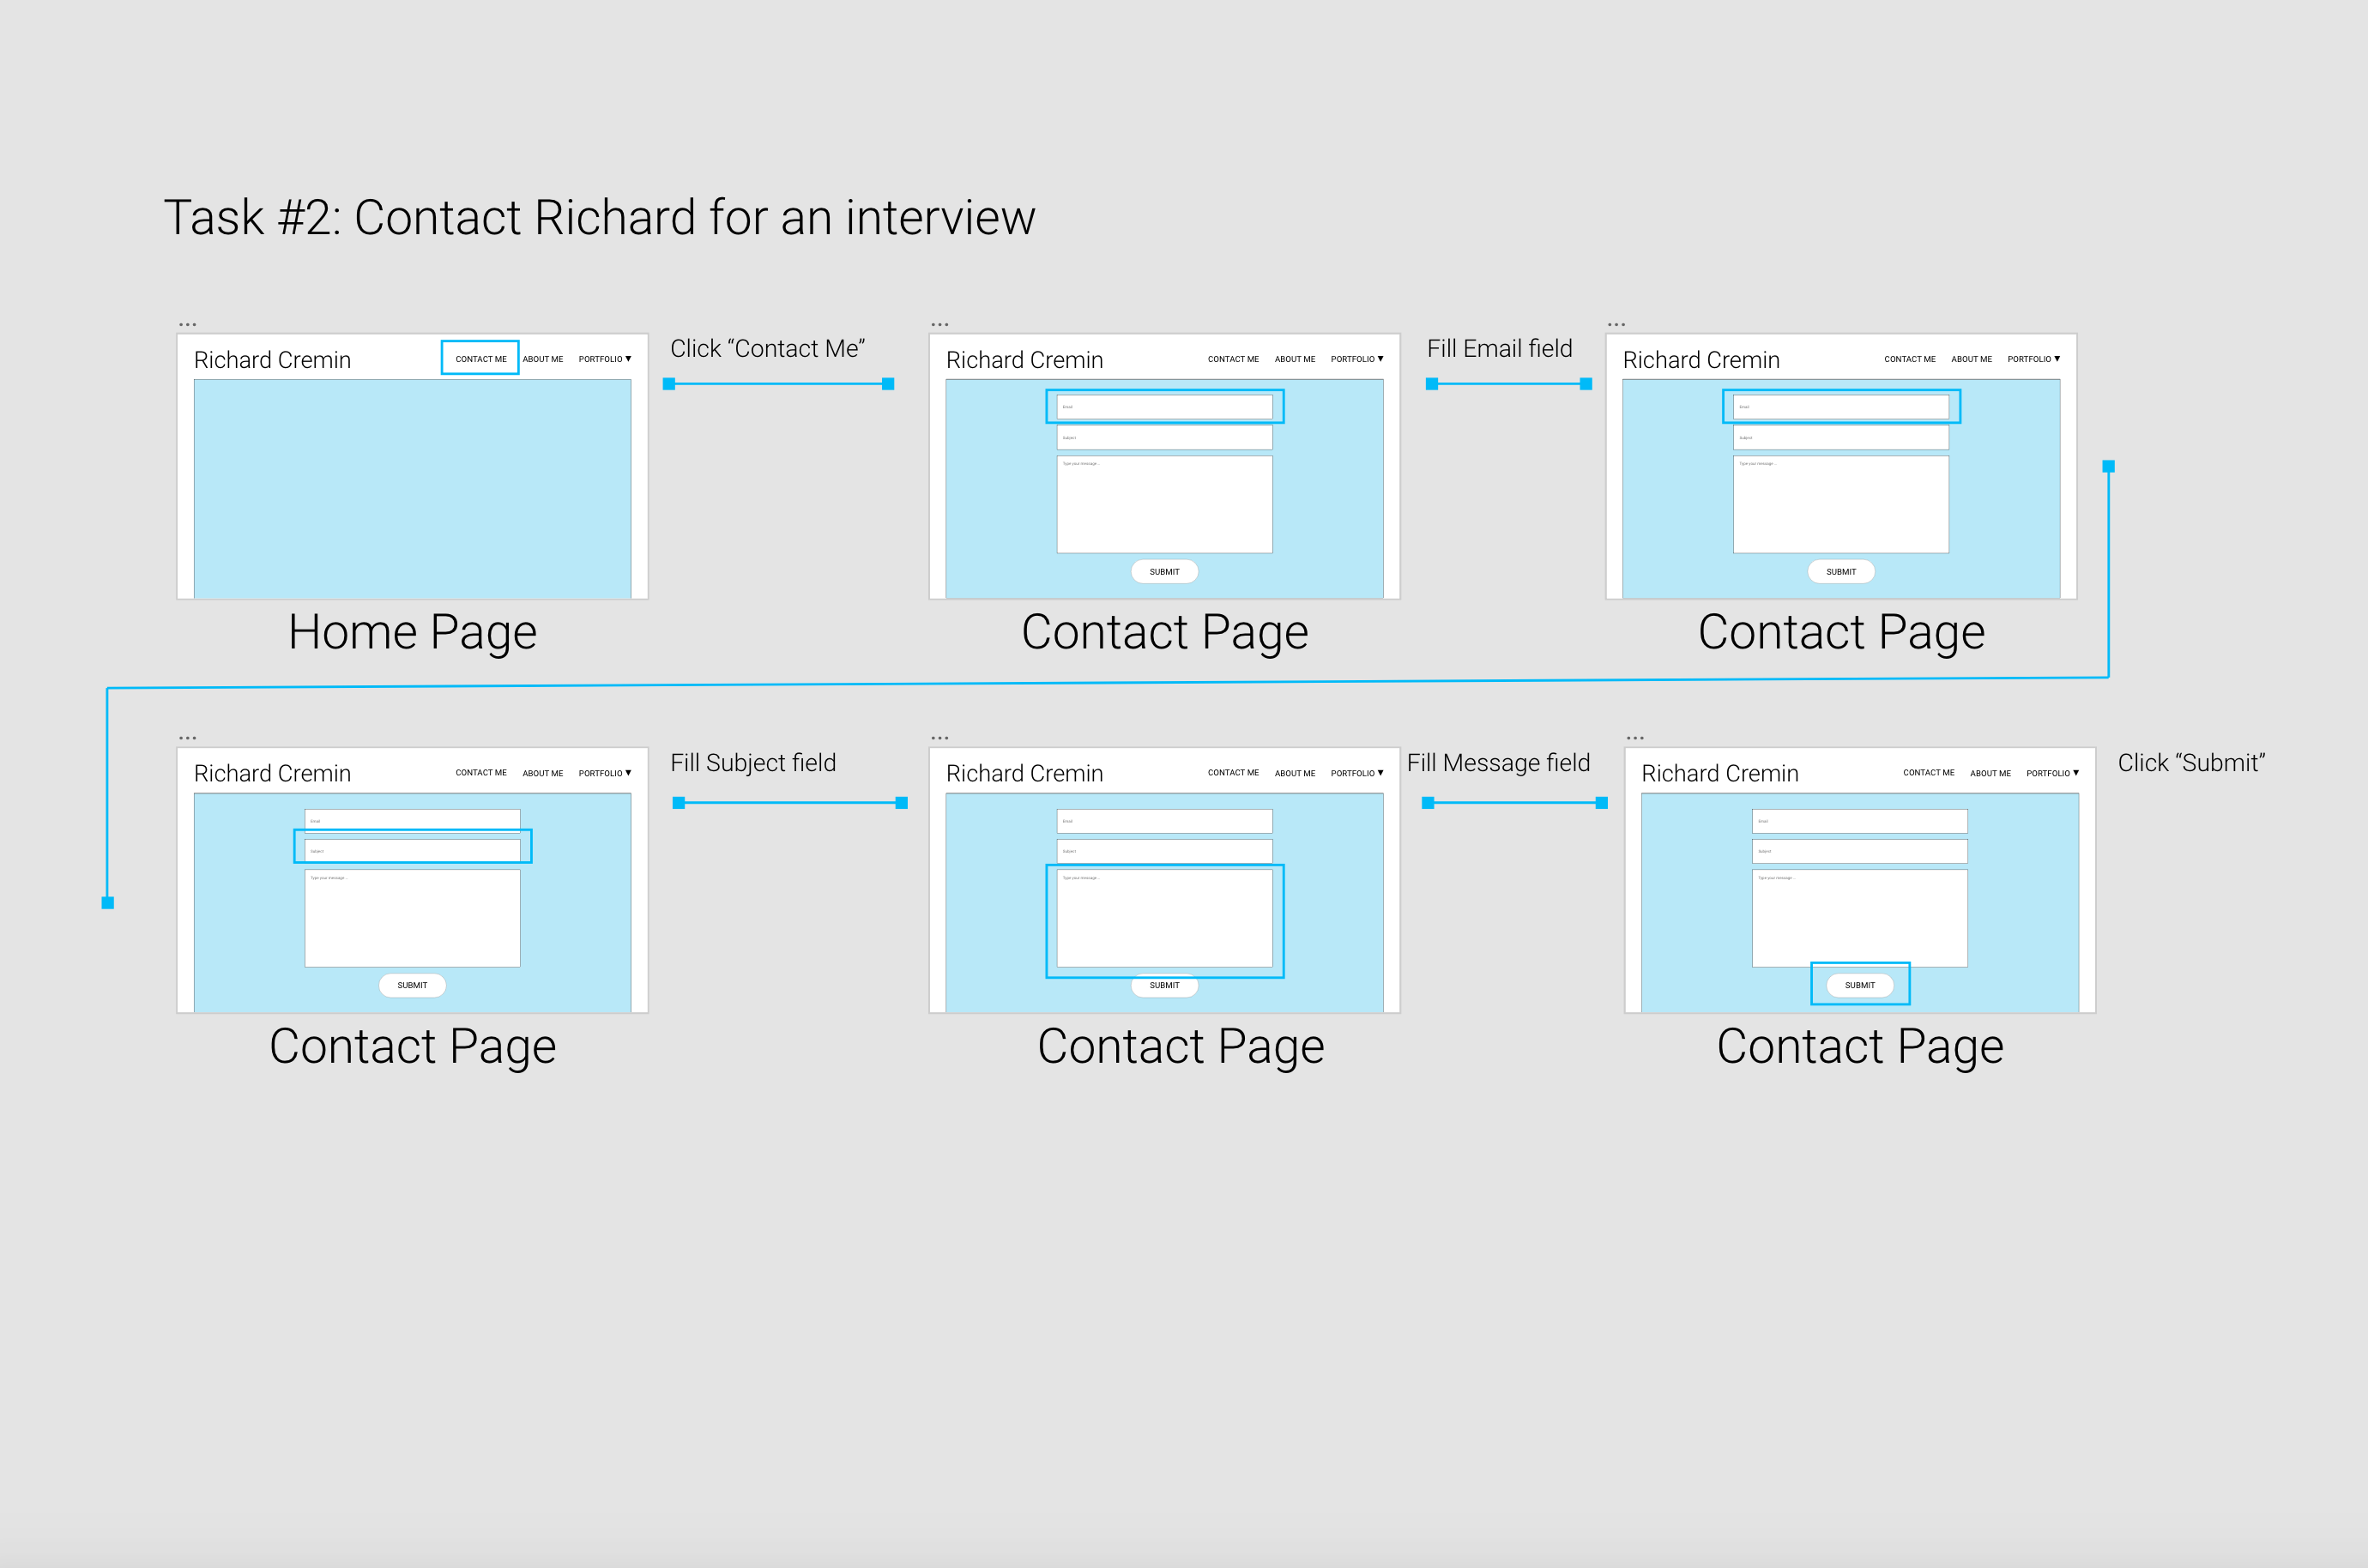 Task #2: Contact Richard for an interview
...
Richard Cremin
CONTACT ME ABOUT ME PORTFOLIO ▼
Home Page
Click “Contact Me”
...
Richard Cremin
CONTACT ME ABOUT ME PORTFOLIO ▼
Email
Subject
Type your message ...
SUBMIT
Contact Page
Fill Email field
...
Richard Cremin
CONTACT ME ABOUT ME PORTFOLIO ▼
Email
Subject
Type your message ...
SUBMIT
Contact Page
...
Richard Cremin
CONTACT ME ABOUT ME PORTFOLIO ▼
Email
Subject
Type your message ...
SUBMIT
Contact Page
Fill Subject field
...
Richard Cremin
CONTACT ME ABOUT ME PORTFOLIO ▼
Email
Subject
Type your message ...
SUBMIT
Contact Page
Fill Message field
...
Richard Cremin
CONTACT ME ABOUT ME PORTFOLIO ▼
Email
Subject
Type your message ...
SUBMIT
Contact Page
Click “Submit”